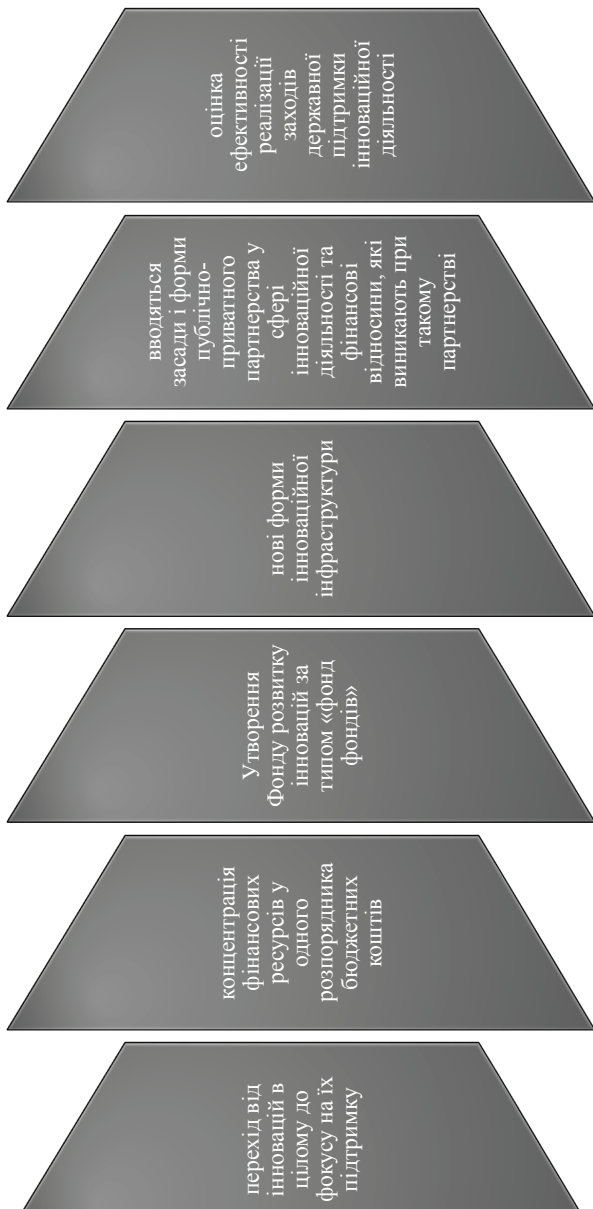 перехід від
інновацій в
цілому до
фокусу на їх
підтримку
концентрація
фінансових
ресурсів у
одного
розпорядника
бюджетних
коштів
Утворення
Фонду розвитку
інновацій за
типом «фонд
фондів»
нові форми
інноваційної
інфраструктури
вводяться
засади і форми
публічно-
приватного
партнерства у
сфері
інноваційної
діяльності та
фінансові
відносини, які
виникають при
такому
партнерстві
оцінка
ефективності
реалізації
заходів
державної
підтримки
інноваційної
діяльності